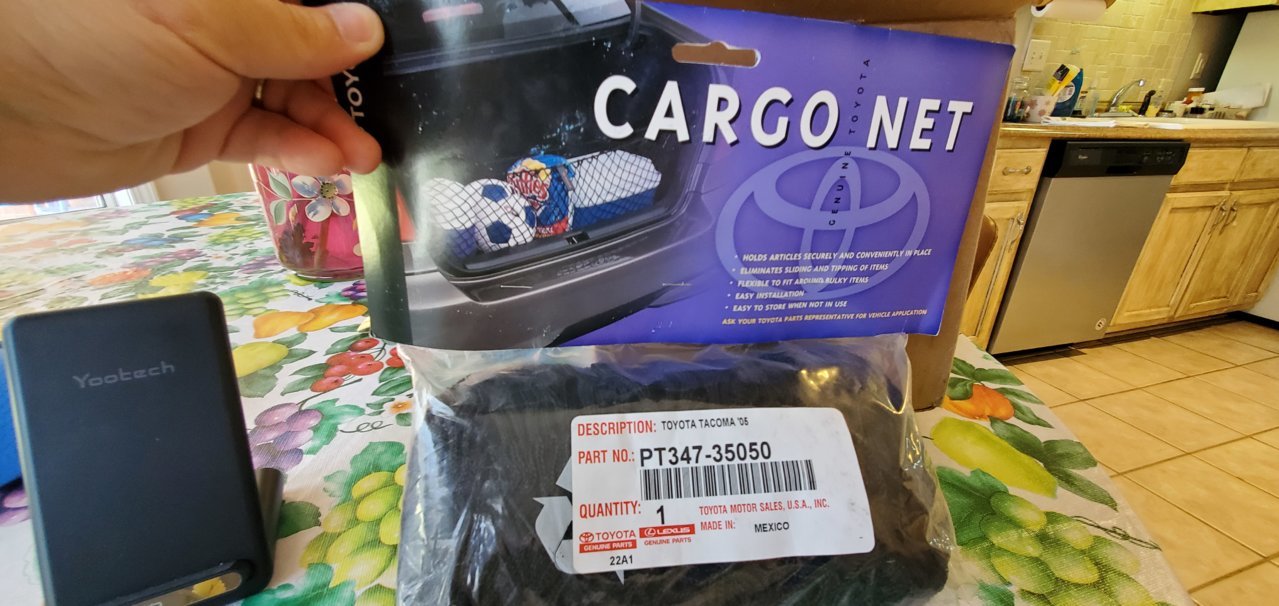 TOYO
CARGO NET
GENUINE TOYOTA
• HOLDS ARTICLES SECURELY AND CONVENIENTLY IN PLACE
• ELIMINATES SLIDING AND TIPPING OF ITEMS
• FLEXIBLE TO FIT AROUND BULKY ITEMS
• EASY INSTALLATION
• EASY TO STORE WHEN NOT IN USE
ASK YOUR TOYOTA PARTS REPRESENTATIVE FOR VEHICLE APPLICATION
Yootech
DESCRIPTION: TOYOTA TACOMA '05
PART NO.: PT347-35050
QUANTITY: 1
TOYOTA MOTOR SALES, U.S.A., INC.
MADE IN: MEXICO
TOYOTA
GENUINE PARTS
LEXUS
GENUINE PARTS
22A1